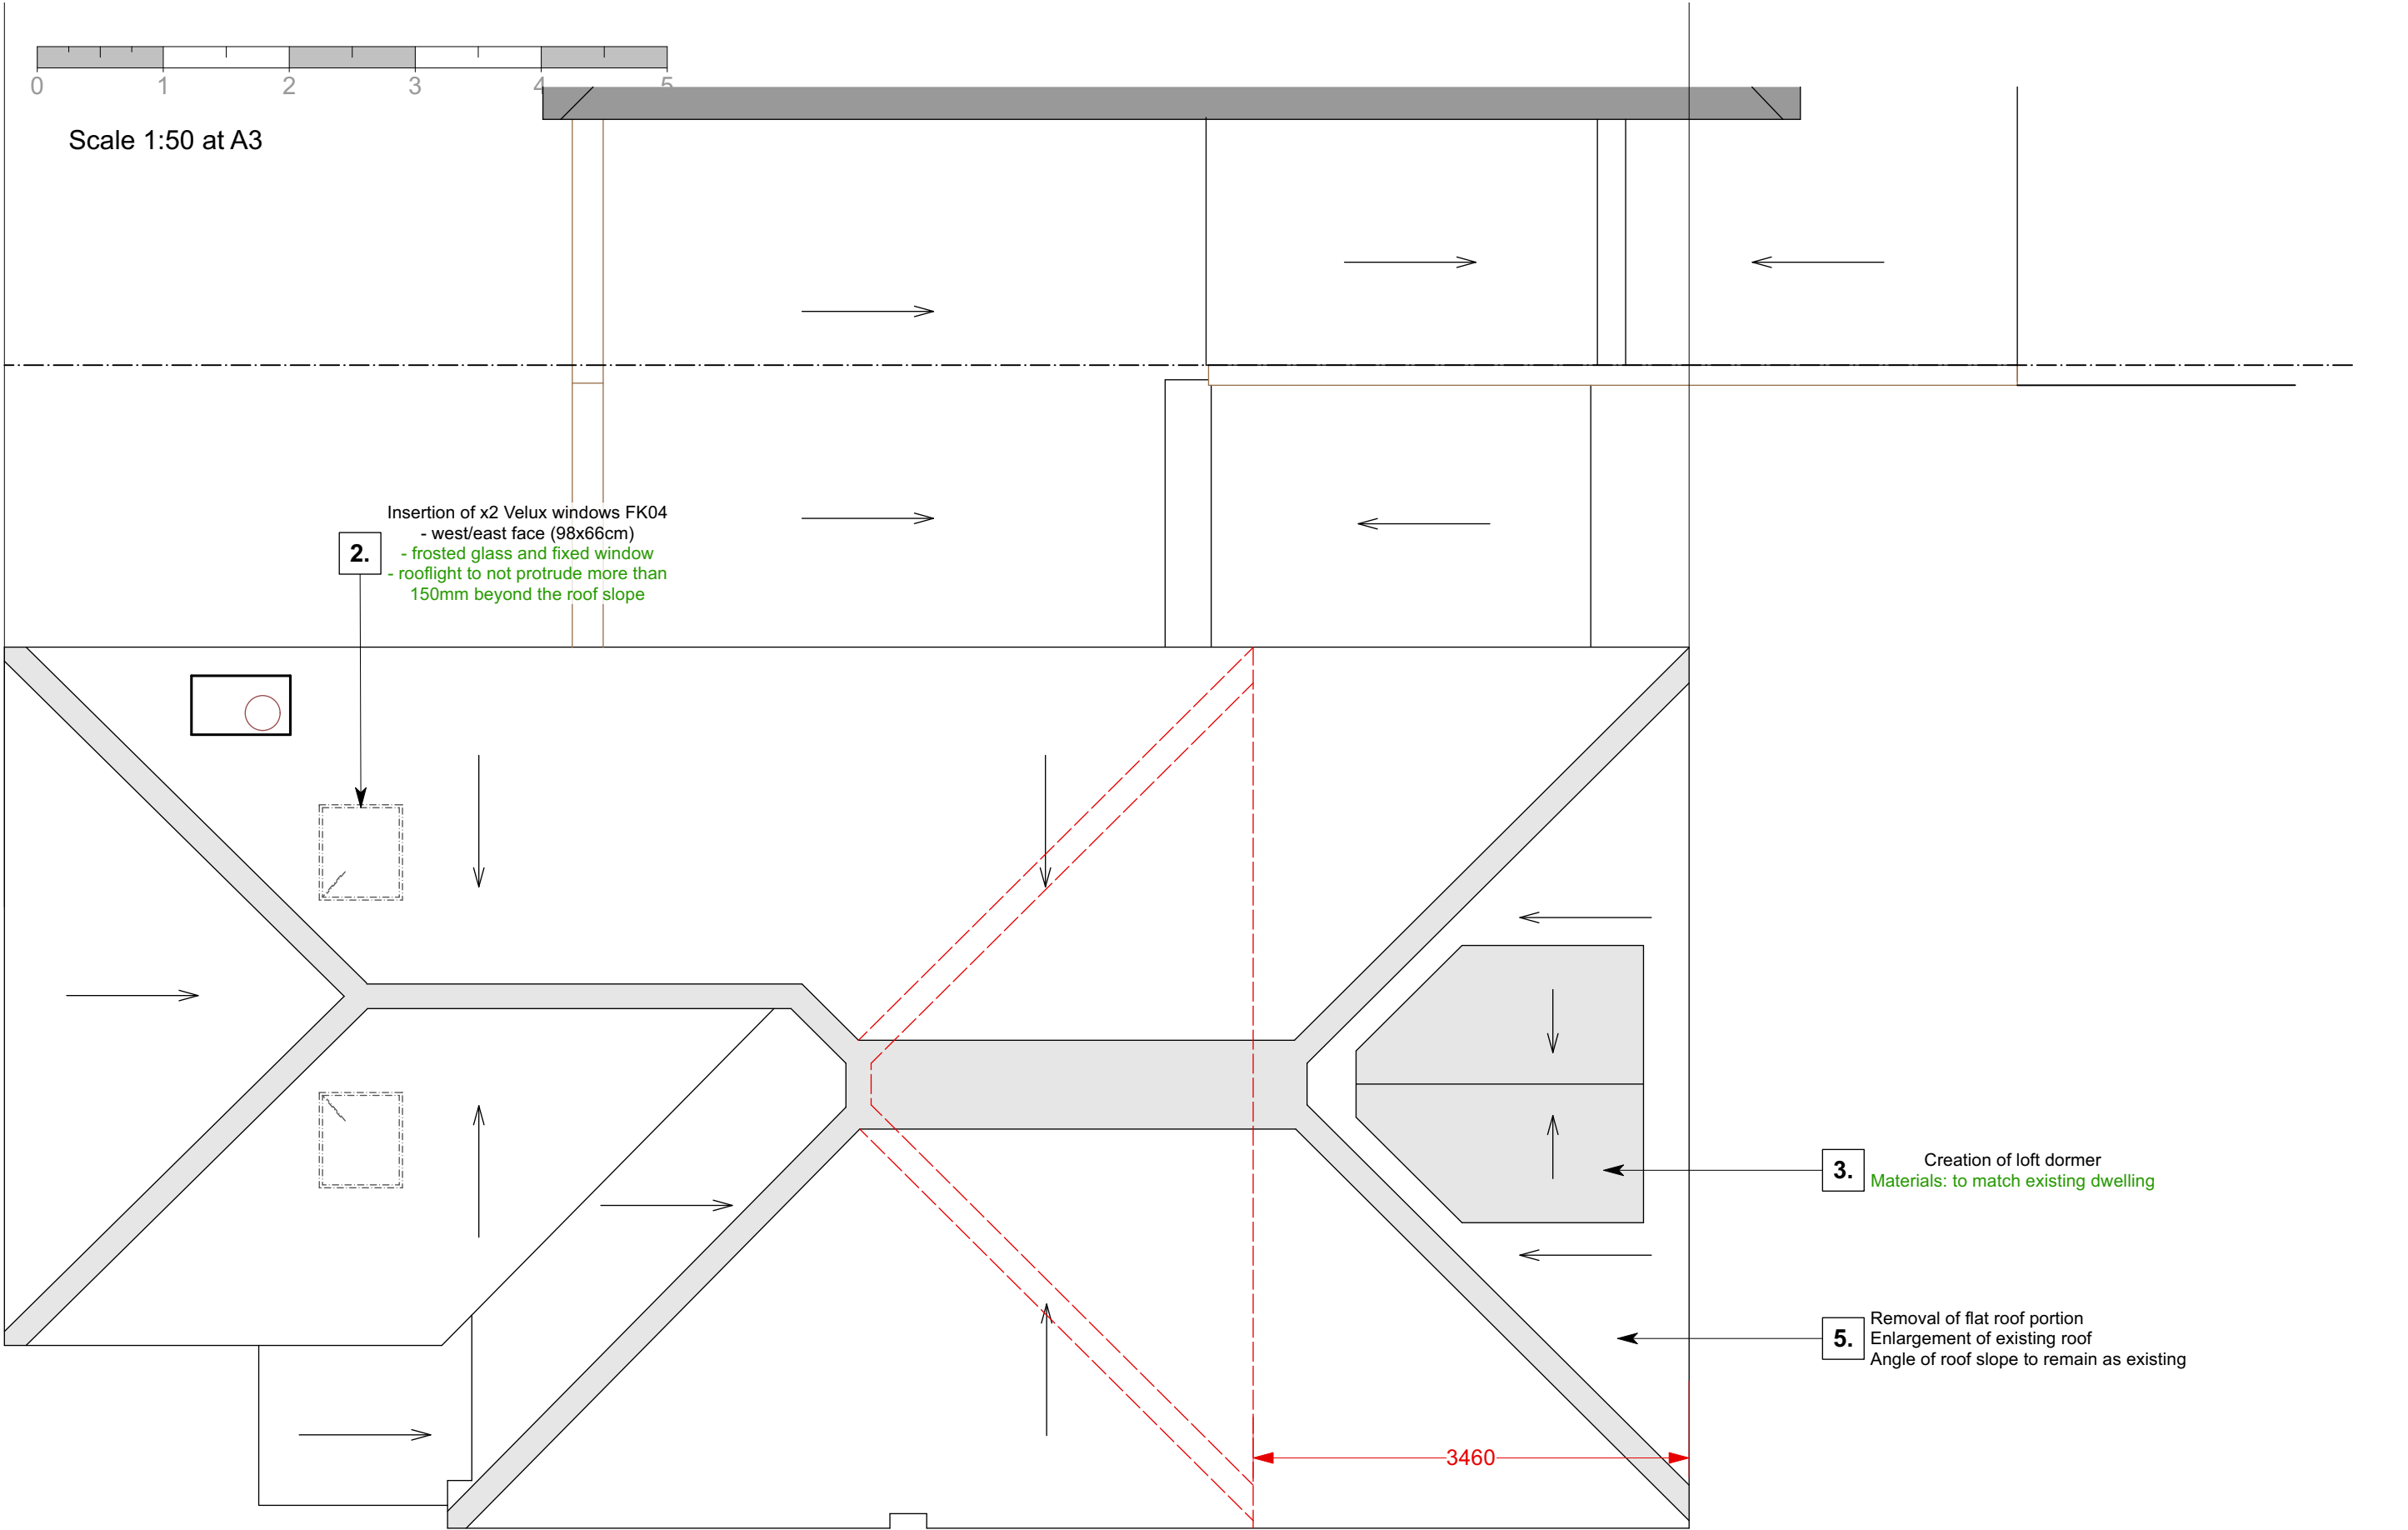 0 1 2 3 4 5
Scale 1:50 at A3
2.
Insertion of x2 Velux windows FK04
- west/east face (98x66cm)
- frosted glass and fixed window
- rooflight to not protrude more than
150mm beyond the roof slope
3.
Creation of loft dormer
Materials: to match existing dwelling
5.
Removal of flat roof portion
Enlargement of existing roof
Angle of roof slope to remain as existing
3460